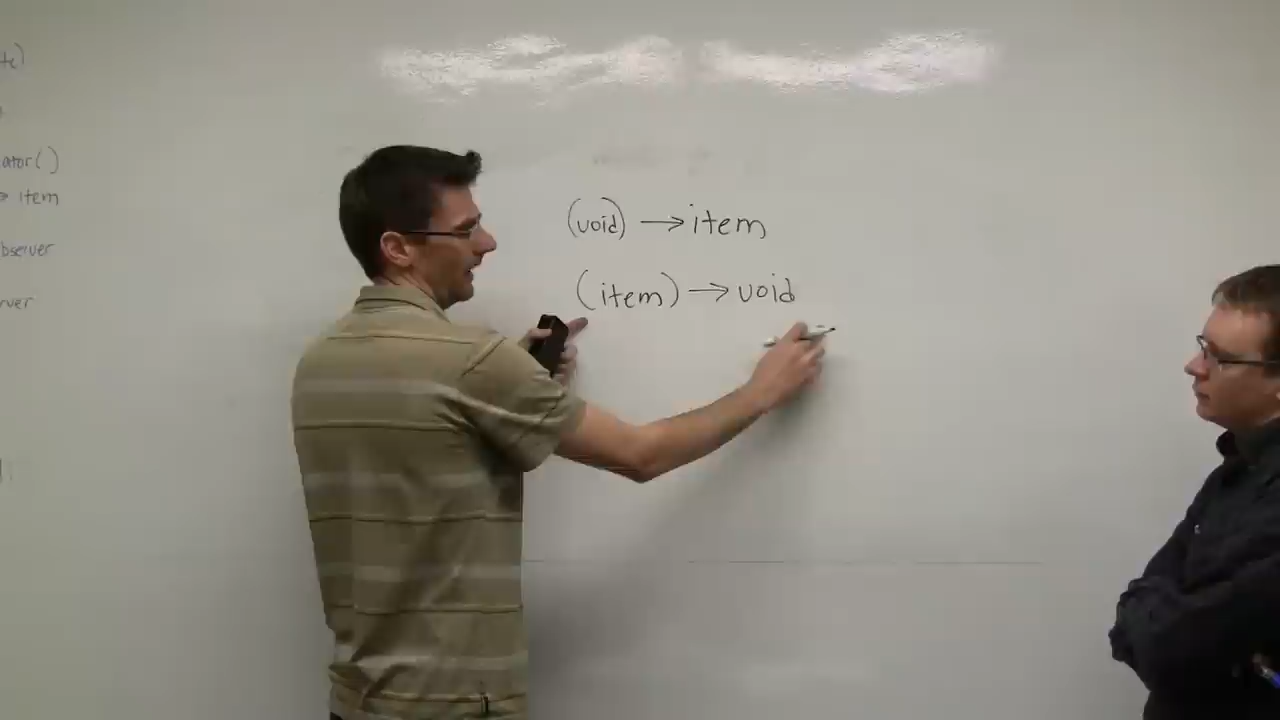 ator()
→ item
bserver
rver
(void) → item
(item) → void